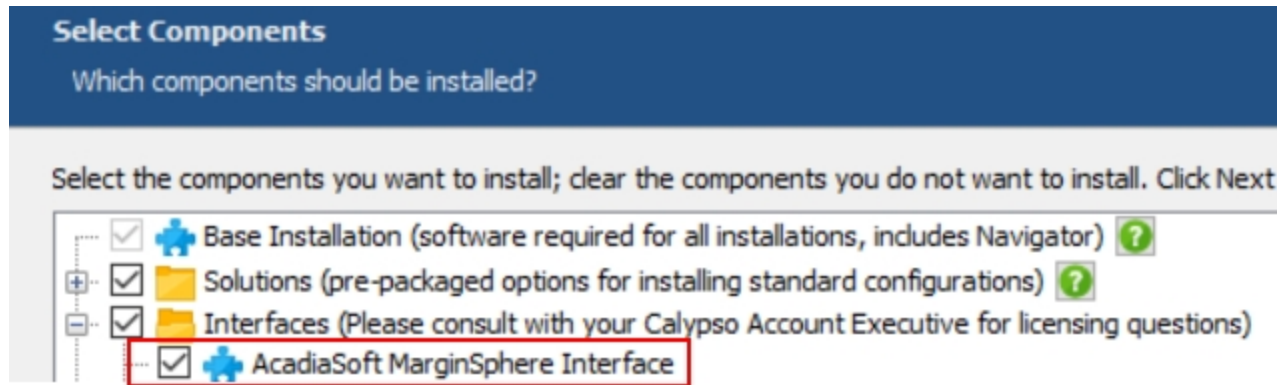 Select Components
Which components should be installed?
Select the components you want to install; clear the components you do not want to install. Click Next
Base Installation (software required for all installations, includes Navigator) ?
Solutions (pre-packaged options for installing standard configurations) ?
Interfaces (Please consult with your Calypso Account Executive for licensing questions)
AcadiaSoft MarginSphere Interface